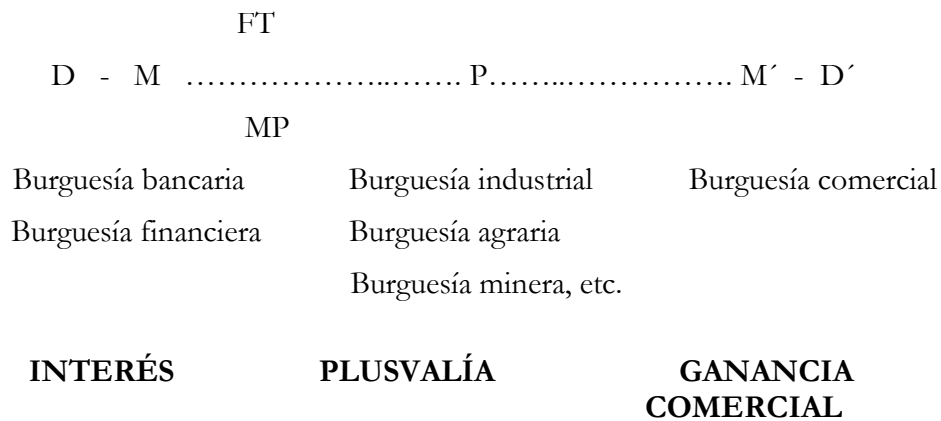 FT
D - M ………………..……. P……..……………. M´ - D´
MP
Burguesía bancaria Burguesía industrial Burguesía comercial
Burguesía financiera Burguesía agraria
Burguesía minera, etc.
INTERÉS PLUSVALÍA GANANCIA
COMERCIAL